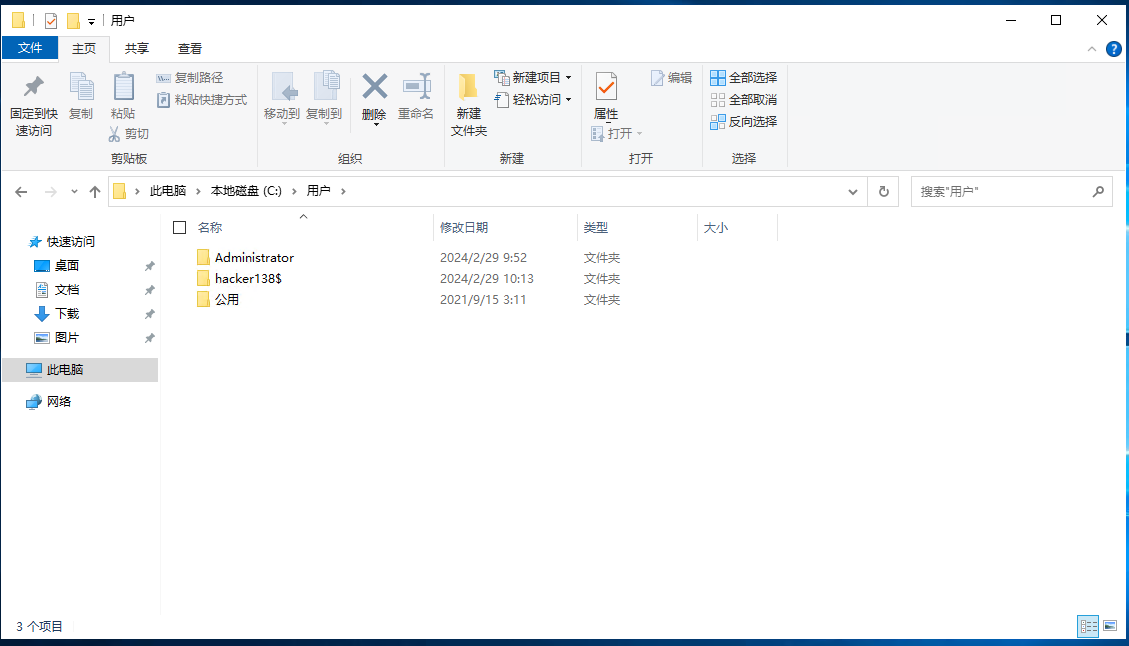 用户
文件 主页 共享 查看
固定到快速访问 复制 粘贴 复制路径 粘贴快捷方式 剪切
剪贴板
移动到 复制到 删除 重命名
组织
新建文件夹 新建项目 轻松访问
新建
属性 打开 编辑
打开
全部选择 全部取消 反向选择
选择
此电脑 本地磁盘 (C:) 用户
搜索"用户"
快速访问
桌面
文档
下载
图片
此电脑
网络
名称 修改日期 类型 大小
Administrator 2024/2/29 9:52 文件夹
hacker138$ 2024/2/29 10:13 文件夹
公用 2021/9/15 3:11 文件夹
3 个项目